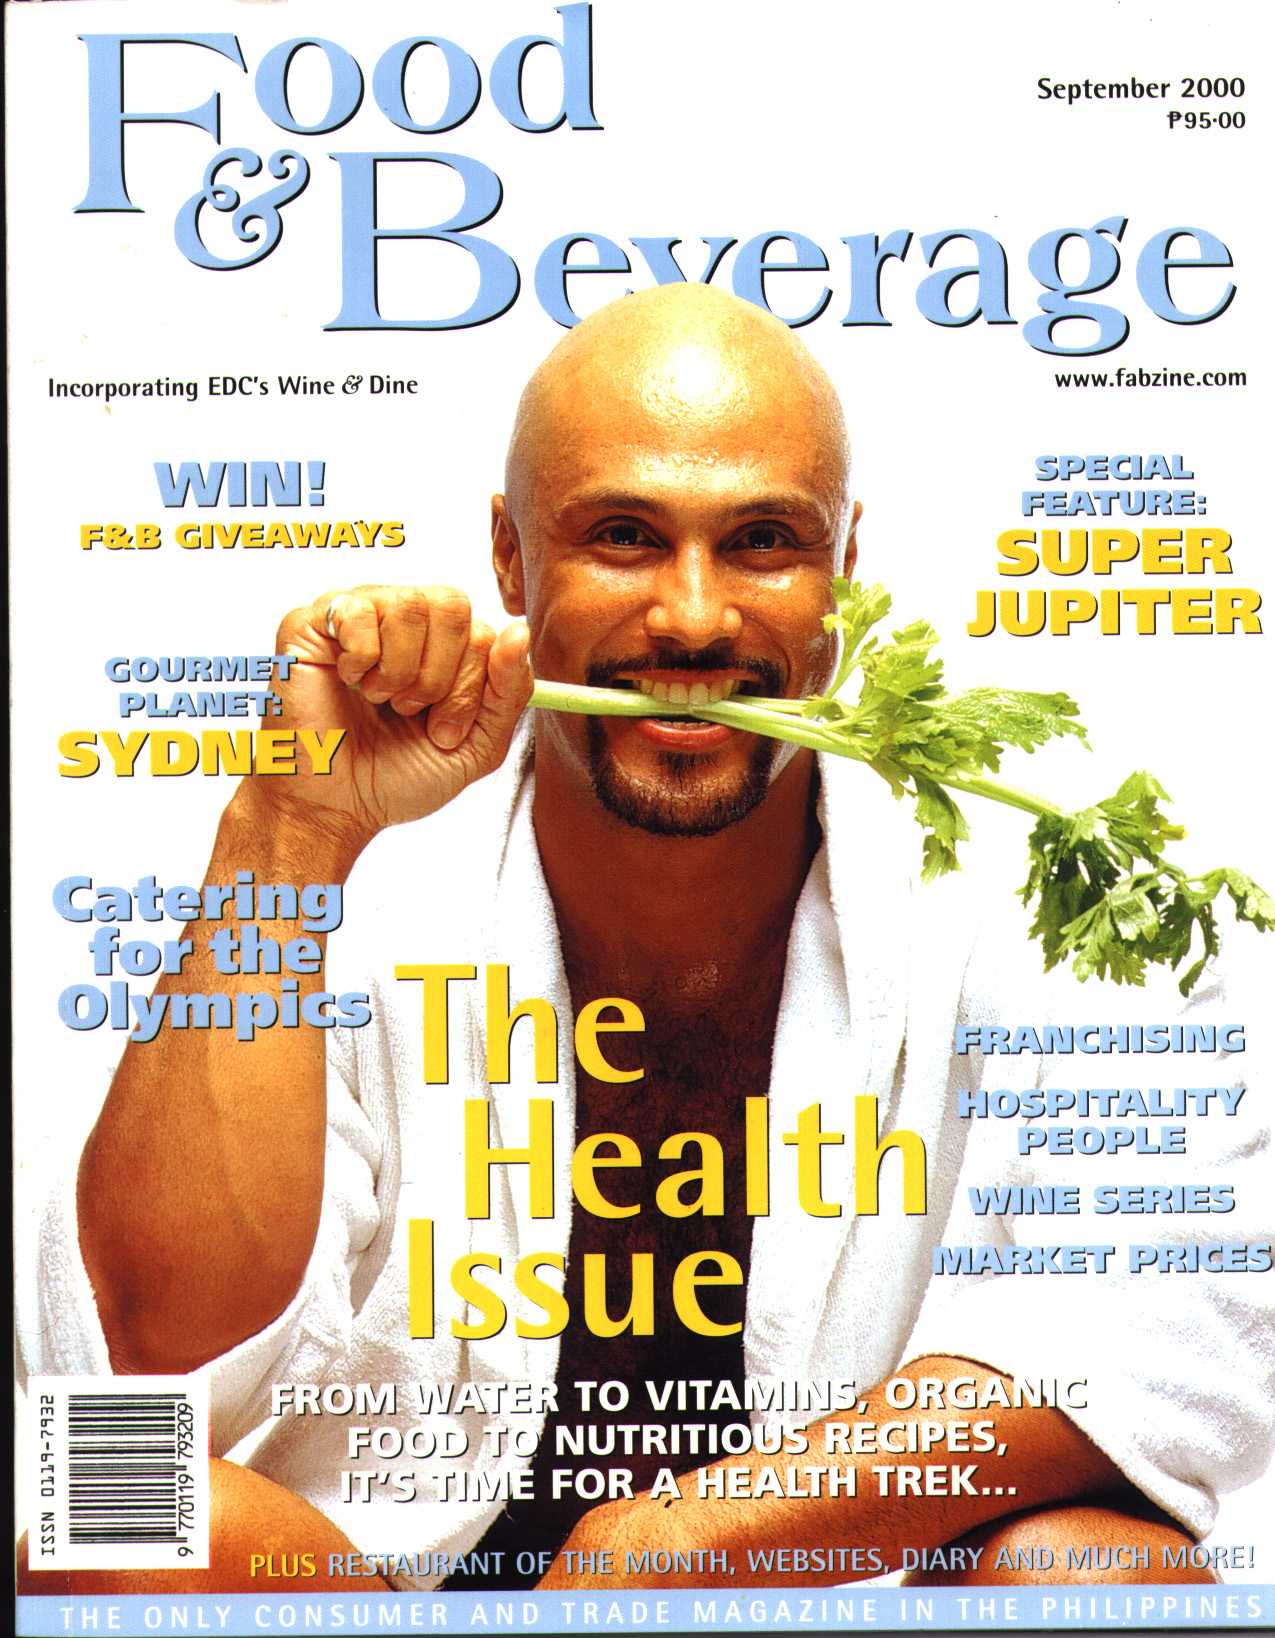 Food
& Beverage
September 2000
₱95·00
Incorporating EDC's Wine & Dine
www.fabzine.com
WIN!
F&B GIVEAWAYS
SPECIAL
FEATURE:
SUPER
JUPITER
GOURMET
PLANET:
SYDNEY
Catering
for the
Olympics
The
Health
Issue
FRANCHISING
HOSPITALITY
PEOPLE
WINE SERIES
MARKET PRICES
FROM WATER TO VITAMINS, ORGANIC
FOOD TO NUTRITIOUS RECIPES,
IT'S TIME FOR A HEALTH TREK...
ISSN 0119-7932
9 770119 793209
PLUS RESTAURANT OF THE MONTH, WEBSITES, DIARY AND MUCH MORE!
THE ONLY CONSUMER AND TRADE MAGAZINE IN THE PHILIPPINES